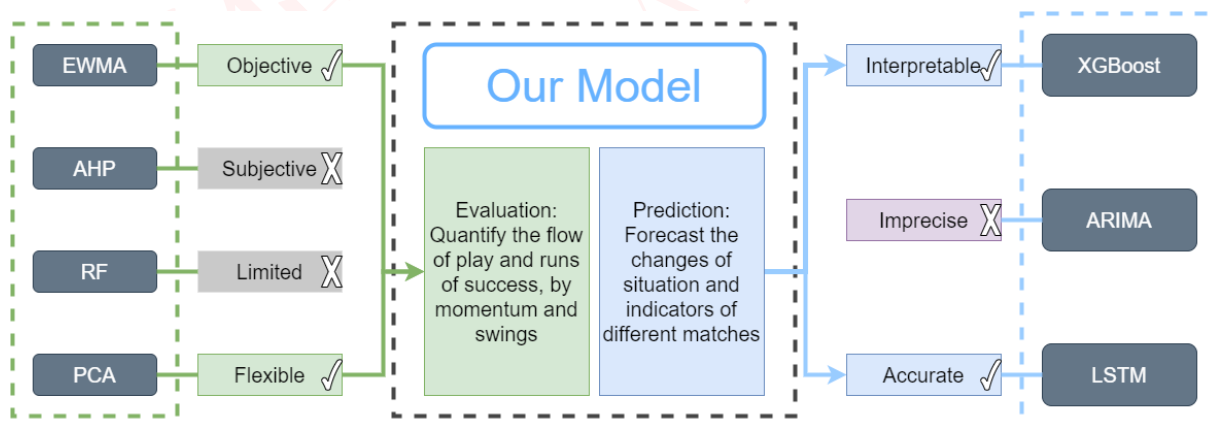 EWMA
Objective
AHP
Subjective
RF
Limited
PCA
Flexible
Our Model
Evaluation:
Quantify the flow
of play and runs
of success, by
momentum and
swings
Prediction:
Forecast the
changes of
situation and
indicators of
different matches
Interpretable
XGBoost
Imprecise
ARIMA
Accurate
LSTM